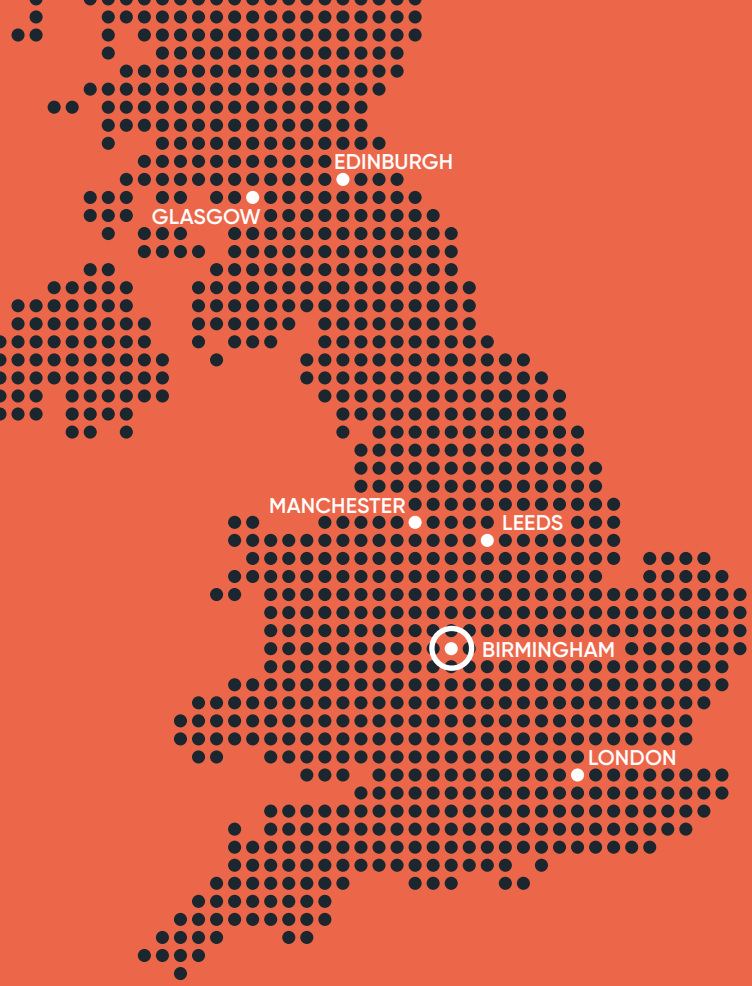 EDINBURGH
GLASGOW
MANCHESTER
LEEDS
BIRMINGHAM
LONDON